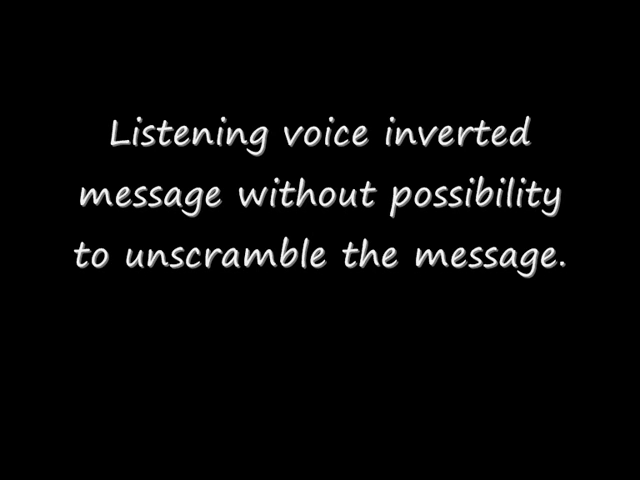 Listening voice inverted
message without possibility
to unscramble the message.